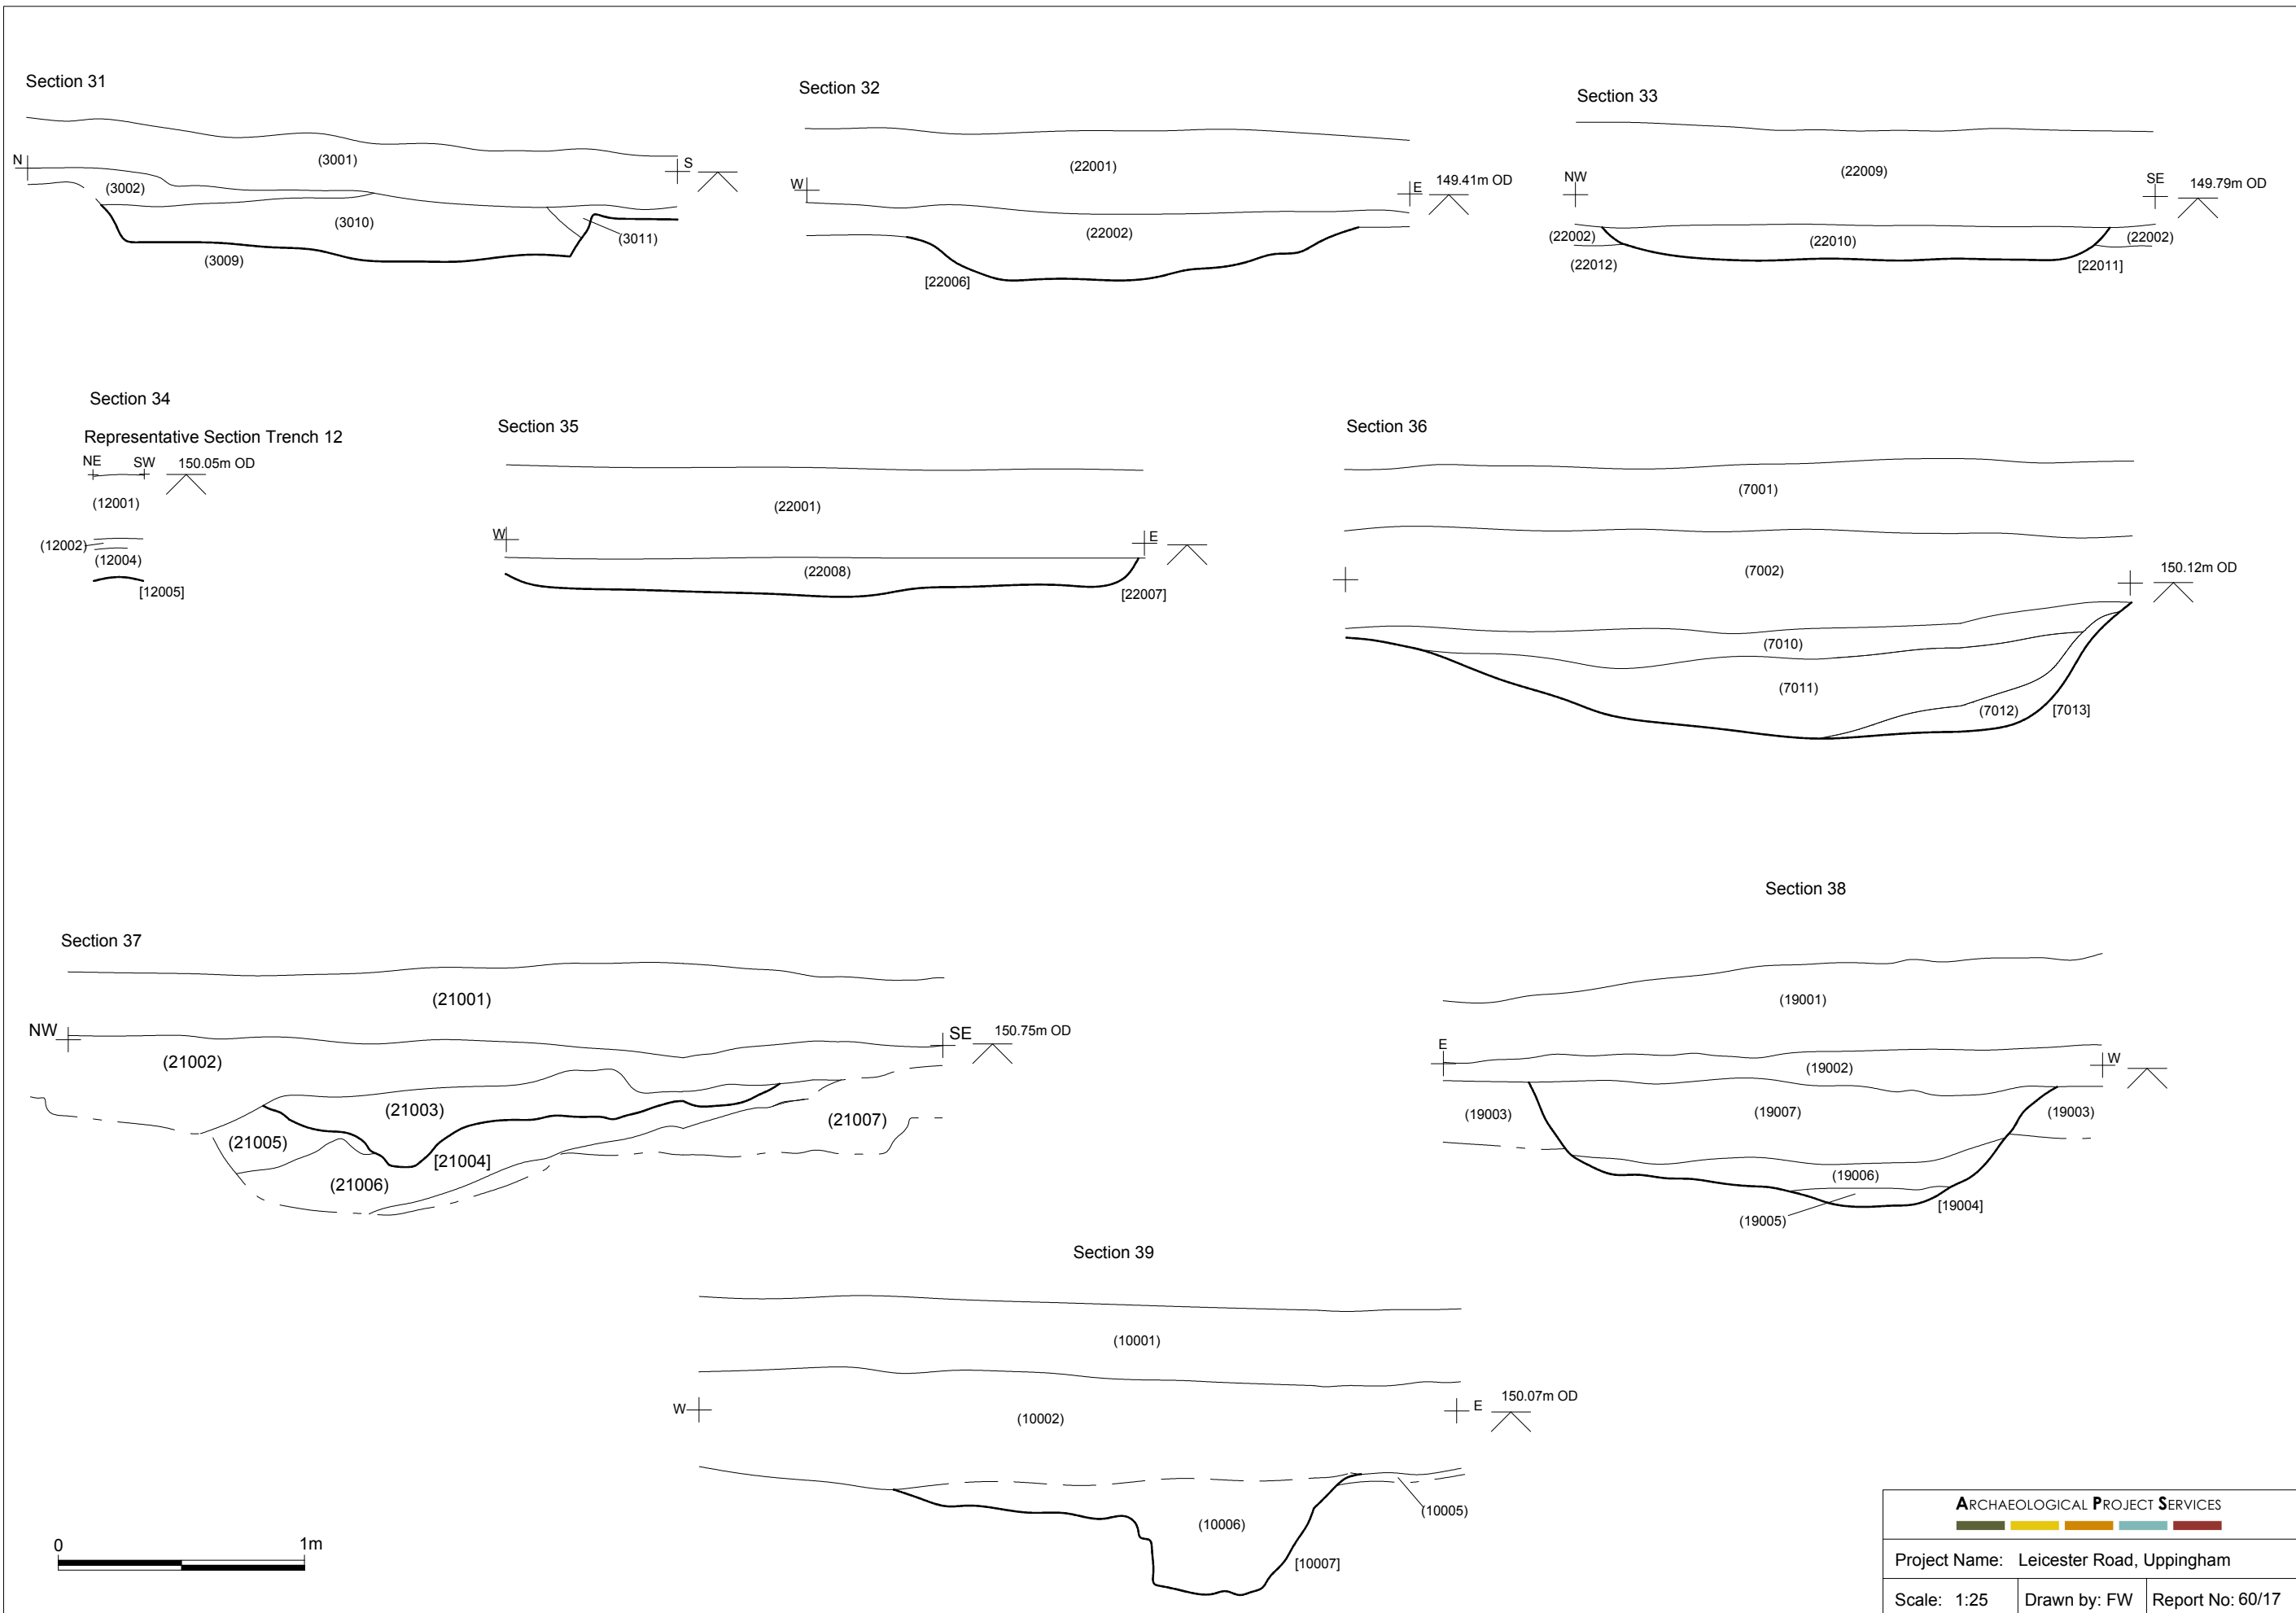 Section 31
N
S
(3001)
(3002)
(3010)
(3011)
(3009)
Section 32
(22001)
W
E
149.41m OD
(22002)
[22006]
Section 33
(22009)
NW
SE
149.79m OD
(22002)
(22010)
(22002)
(22012)
[22011]
Section 34
Representative Section Trench 12
NE
SW
150.05m OD
(12001)
(12002)
(12004)
[12005]
Section 35
(22001)
W
E
(22008)
[22007]
Section 36
(7001)
(7002)
150.12m OD
(7010)
(7011)
(7012)
[7013]
Section 37
(21001)
NW
SE
150.75m OD
(21002)
(21003)
(21007)
(21005)
[21004]
(21006)
Section 38
(19001)
E
W
(19002)
(19003)
(19007)
(19003)
(19006)
(19005)
[19004]
Section 39
(10001)
W
E
150.07m OD
(10002)
(10005)
(10006)
[10007]
0
1m
ARCHAEOLOGICAL PROJECT SERVICES
Project Name: Leicester Road, Uppingham
Scale: 1:25
Drawn by: FW
Report No: 60/17